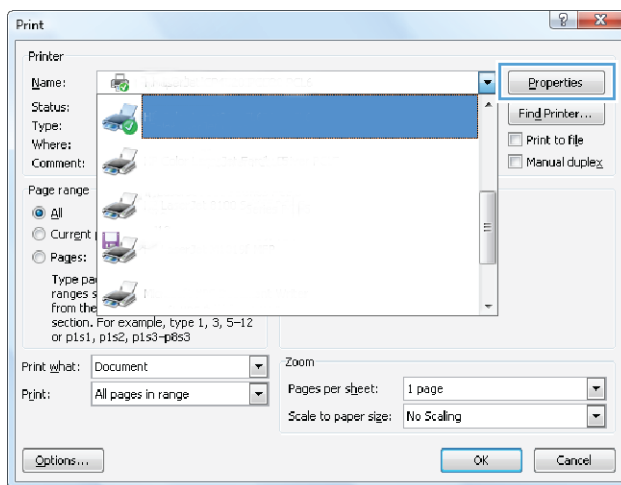 Print
Printer
Name:
Properties
Status:
Find Printer...
Type:
Where:
Print to file
Comment:
Manual duplex
Page range
All
Current
Pages:
Type
ranges
from the
section. For example, type 1, 3, 5–12
or p1s1, p1s2, p1s3–p8s3
Print what: Document
Print: All pages in range
Zoom
Pages per sheet: 1 page
Scale to paper size: No Scaling
Options...
OK
Cancel